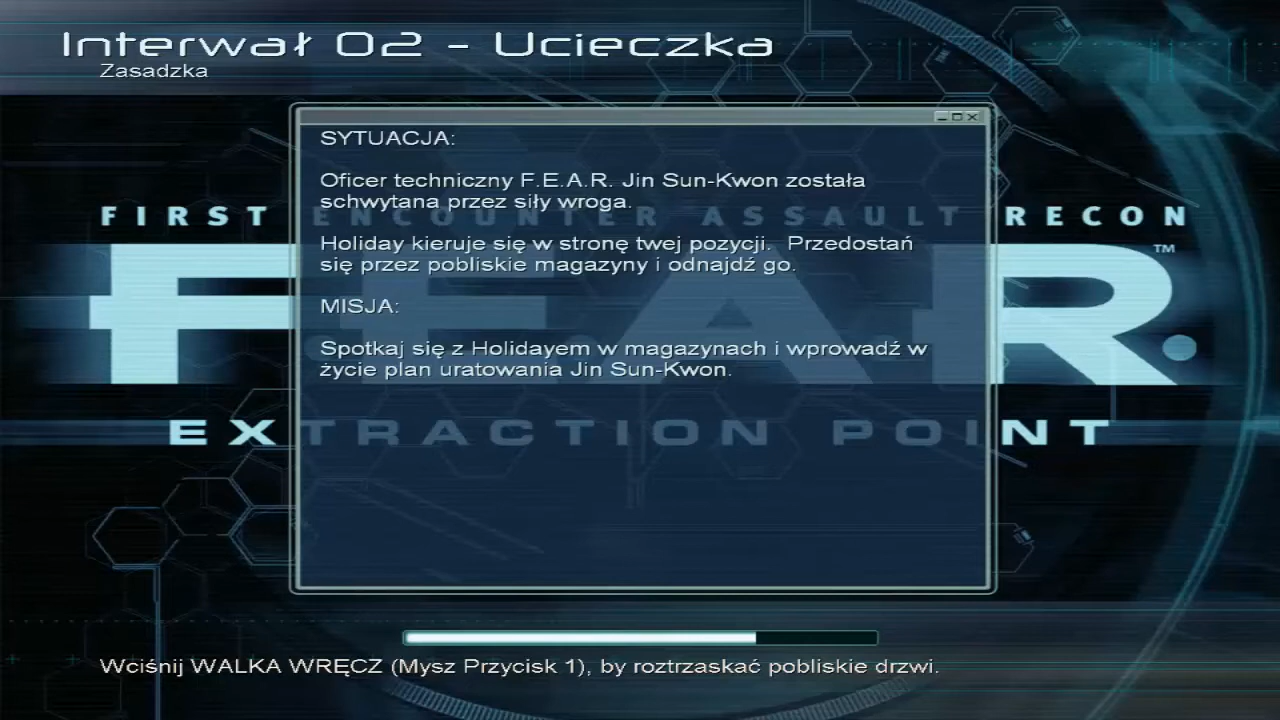 Interwał 02 - Ucieczka
Zasadzka
SYTUACJA:
Oficer techniczny F.E.A.R. Jin Sun-Kwon została
schwytana przez siły wroga.
FIRST ENCOUNTER ASSAULT RECON
Holiday kieruje się w stronę twej pozycji.  Przedostań
się przez pobliskie magazyny i odnajdź go.
F.E.A.R.™
MISJA:
Spotkaj się z Holidayem w magazynach i wprowadź w
życie plan uratowania Jin Sun-Kwon.
EXTRACTION POINT
Wciśnij WALKA WRĘCZ (Mysz Przycisk 1), by roztrzaskać pobliskie drzwi.